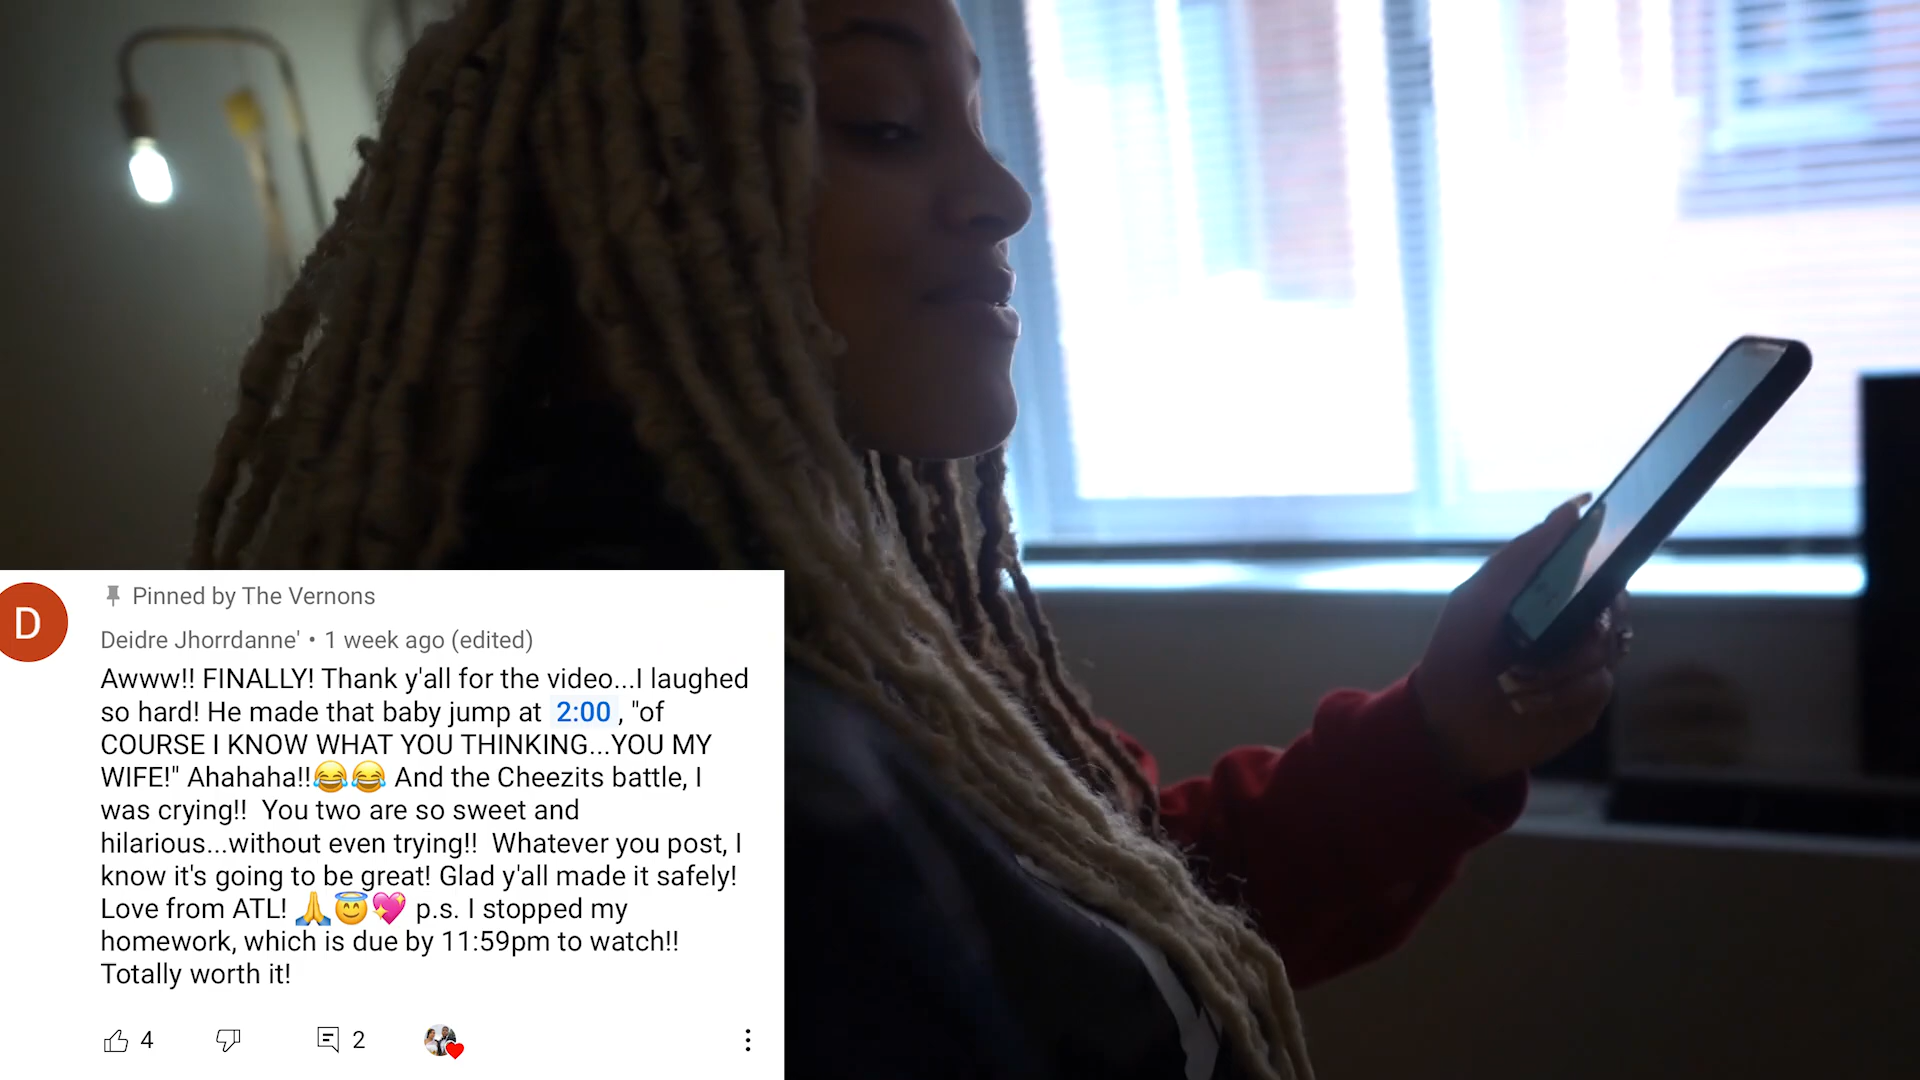 Pinned by The Vernons
D
Deidre Jhorrdanne' • 1 week ago (edited)
Awww!! FINALLY! Thank y'all for the video...I laughed
so hard! He made that baby jump at 2:00, "of
COURSE I KNOW WHAT YOU THINKING...YOU MY
WIFE!" Ahahaha!!😂😂 And the Cheezits battle, I
was crying!!  You two are so sweet and
hilarious...without even trying!!  Whatever you post, I
know it's going to be great! Glad y'all made it safely!
Love from ATL! 🙏😇💖 p.s. I stopped my
homework, which is due by 11:59pm to watch!!
Totally worth it!
4
2